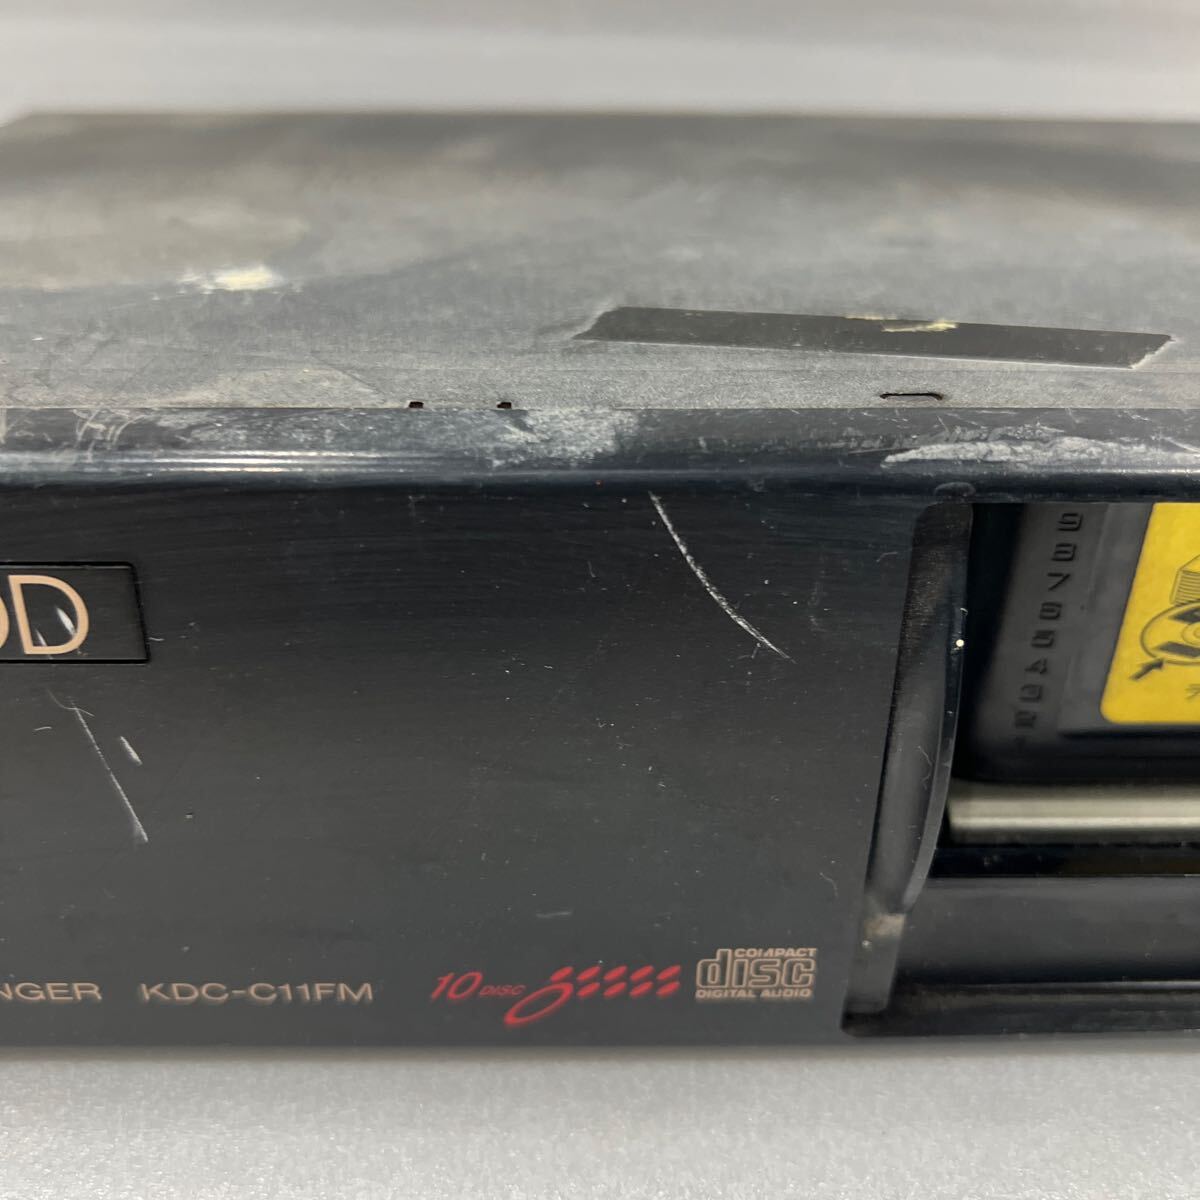 OD
NGER KDC-C11FM 10 DISC
COMPACT
disc
DIGITAL AUDIO